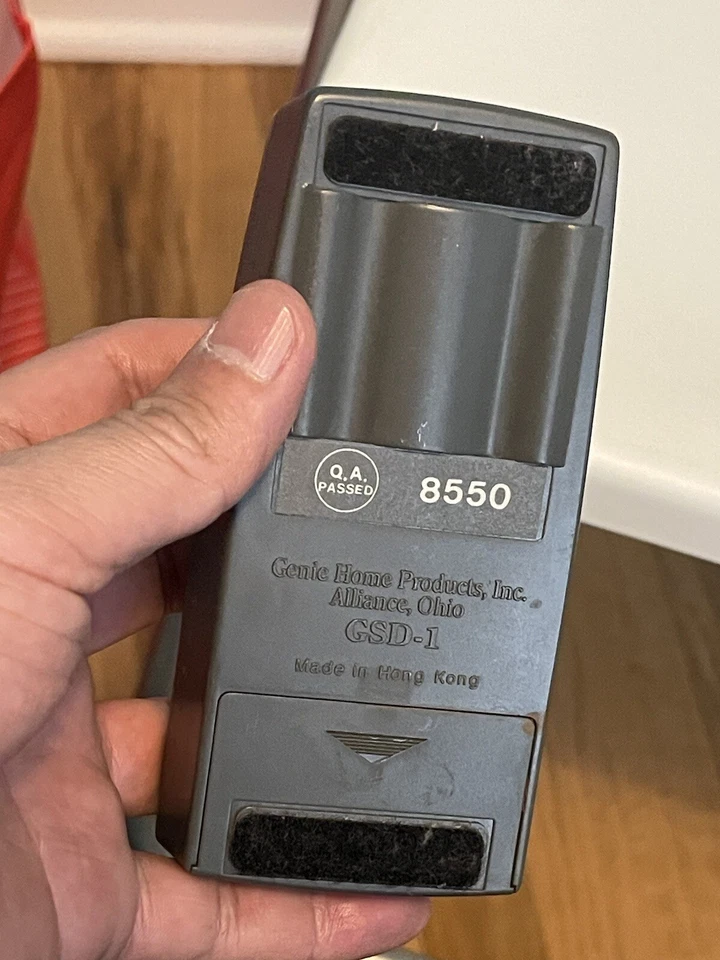 Q.A.
PASSED
8550
Genie Home Products, Inc.
Alliance, Ohio
GSD-1
Made in Hong Kong